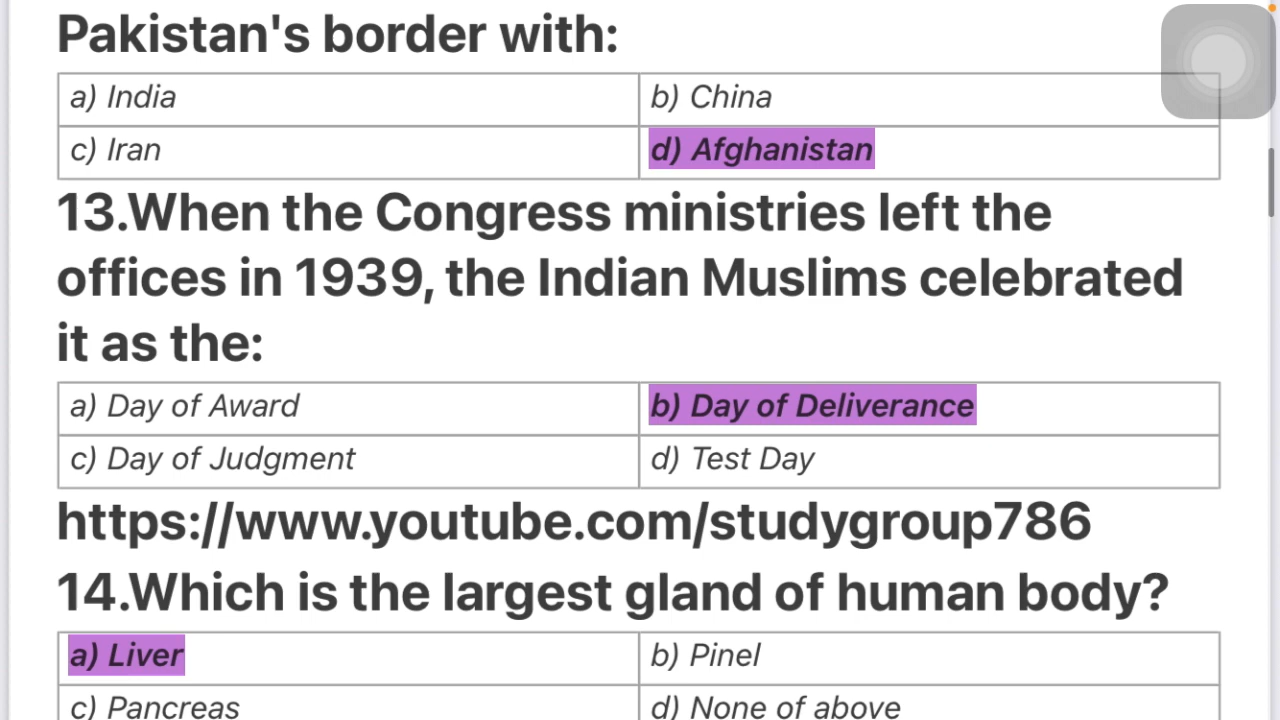 Pakistan's border with:
a) India b) China
c) Iran d) Afghanistan
13.When the Congress ministries left the
offices in 1939, the Indian Muslims celebrated
it as the:
a) Day of Award b) Day of Deliverance
c) Day of Judgment d) Test Day
https://www.youtube.com/studygroup786
14.Which is the largest gland of human body?
a) Liver b) Pinel
c) Pancreas d) None of above